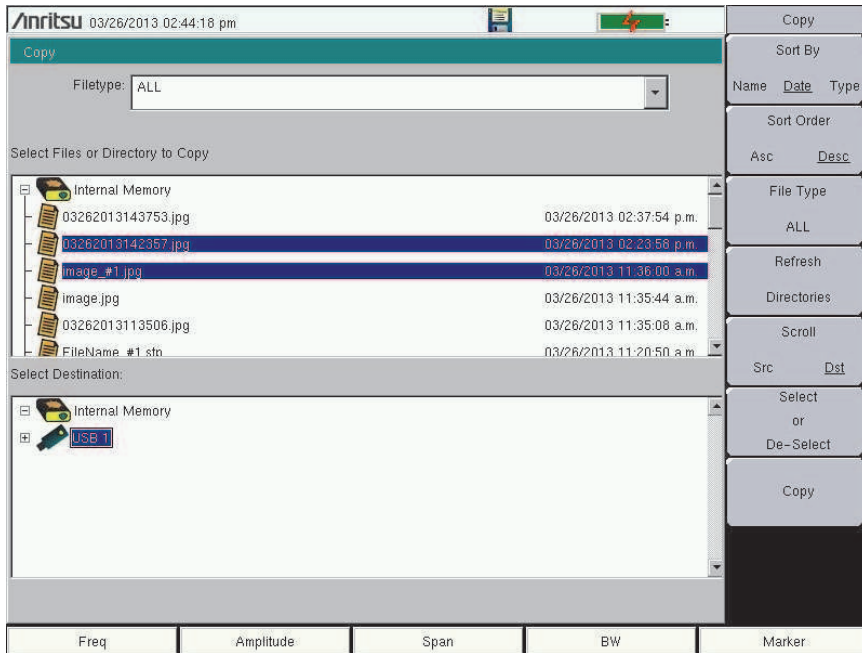 Anritsu 03/26/2013 02:44:18 pm
Copy
Filetype: ALL
Select Files or Directory to Copy
Internal Memory
03262013143753.jpg 03/26/2013 02:37:54 p.m.
03262013142357.jpg 03/26/2013 02:23:58 p.m.
image_#1.jpg 03/26/2013 11:36:00 a.m.
image.jpg 03/26/2013 11:35:44 a.m.
03262013113506.jpg 03/26/2013 11:35:08 a.m.
FileName_#1.stp 03/26/2013 11:20:50 a.m.
Select Destination:
Internal Memory
USB 1
Copy
Sort By
Name Date Type
Sort Order
Asc Desc
File Type
ALL
Refresh
Directories
Scroll
Src Dst
Select
or
De-Select
Copy
Freq Amplitude Span BW Marker